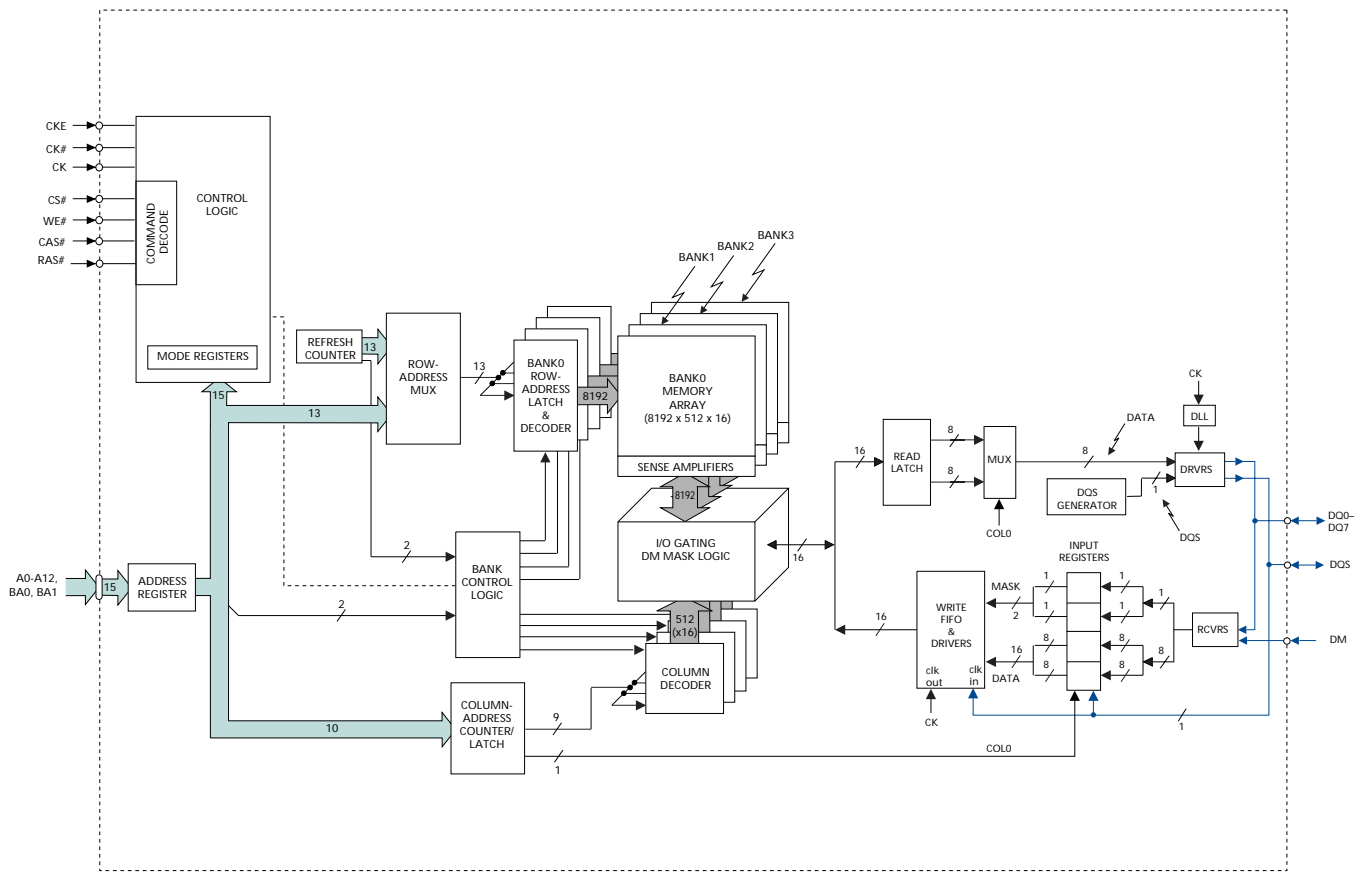 CKE
CK#
CK
CS#
WE#
CAS#
RAS#
COMMAND
DECODE
CONTROL
LOGIC
MODE REGISTERS
15
REFRESH
COUNTER
13
13
ROW-
ADDRESS
MUX
13
BANK0
ROW-
ADDRESS
LATCH
&
DECODER
8192
BANK1
BANK2
BANK3
BANK0
MEMORY
ARRAY
(8192 x 512 x 16)
SENSE AMPLIFIERS
8192
I/O GATING
DM MASK LOGIC
16
A0-A12,
BA0, BA1
15
ADDRESS
REGISTER
2
2
BANK
CONTROL
LOGIC
512
(x16)
COLUMN
DECODER
10
COLUMN-
ADDRESS
COUNTER/
LATCH
9
1
COL0
16
READ
LATCH
8
8
MUX
COL0
8
DATA
CK
DLL
DRVRS
DQS
GENERATOR
1
DQS
DQ0–
DQ7
DQS
DM
INPUT
REGISTERS
16
WRITE
FIFO
&
DRIVERS
clk
out
clk
in
CK
MASK
2
16
DATA
1
1
8
8
1
1
8
8
1
8
RCVRS
1